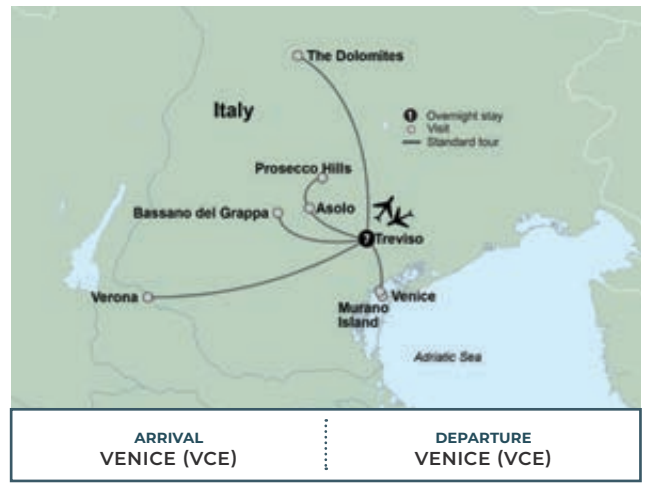 The Dolomites
Italy
1 Overnight stay
Visit
Standard tour
Prosecco Hills
Bassano del Grappa
Asolo
7 Treviso
Verona
Venice
Murano
Island
Adriatic Sea
ARRIVAL
VENICE (VCE)
DEPARTURE
VENICE (VCE)